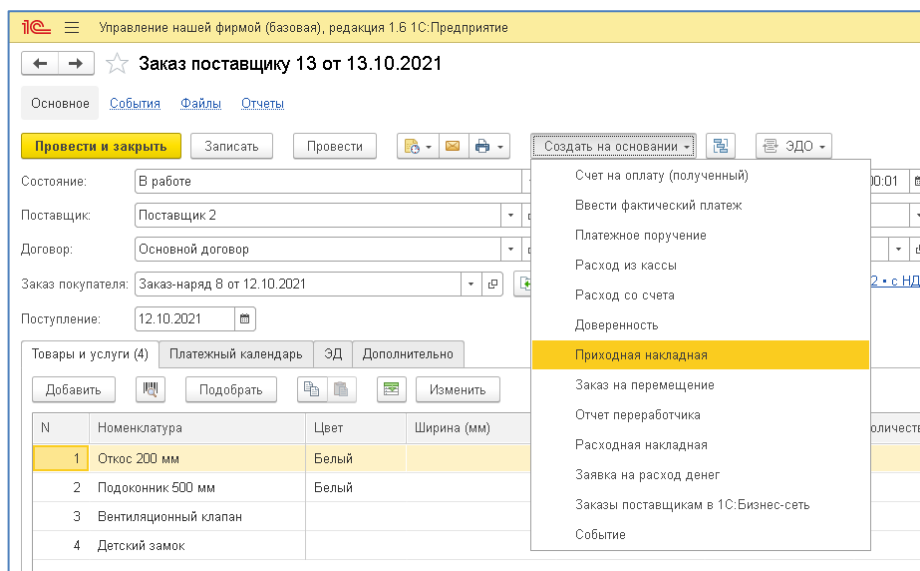 1С Управление нашей фирмой (базовая), редакция 1.6 1С:Предприятие
Заказ поставщику 13 от 13.10.2021
Основное События Файлы Отчеты
Провести и закрыть Записать Провести Создать на основании ЭДО
Состояние: В работе 00:01
Поставщик: Поставщик 2
Договор: Основной договор
Заказ покупателя: Заказ-наряд 8 от 12.10.2021 2 • с НД
Поступление: 12.10.2021
Счет на оплату (полученный)
Ввести фактический платеж
Платежное поручение
Расход из кассы
Расход со счета
Доверенность
Приходная накладная
Заказ на перемещение
Отчет переработчика
Расходная накладная
Заявка на расход денег
Заказы поставщикам в 1С:Бизнес-сеть
Событие
Товары и услуги (4) Платежный календарь ЭД Дополнительно
Добавить Подобрать Изменить
N Номенклатура Цвет Ширина (мм) оличест
1 Откос 200 мм Белый
2 Подоконник 500 мм Белый
3 Вентиляционный клапан
4 Детский замок